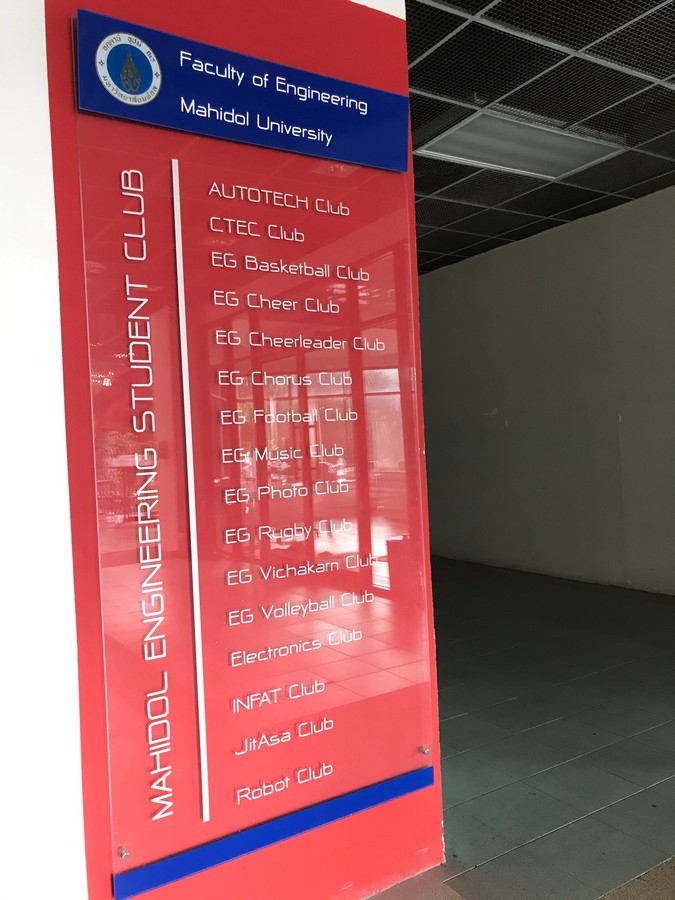 Faculty of Engineering
Mahidol University
MAHIDOL ENGINEERING STUDENT CLUB
AUTOTECH Club
CTEC Club
EG Basketball Club
EG Cheer Club
EG Cheerleader Club
EG Chorus Club
EG Football Club
EG Music Club
EG Photo Club
EG Rugby Club
EG Vichakarn Club
EG Volleyball Club
Electronics Club
INFAT Club
JitAsa Club
Robot Club